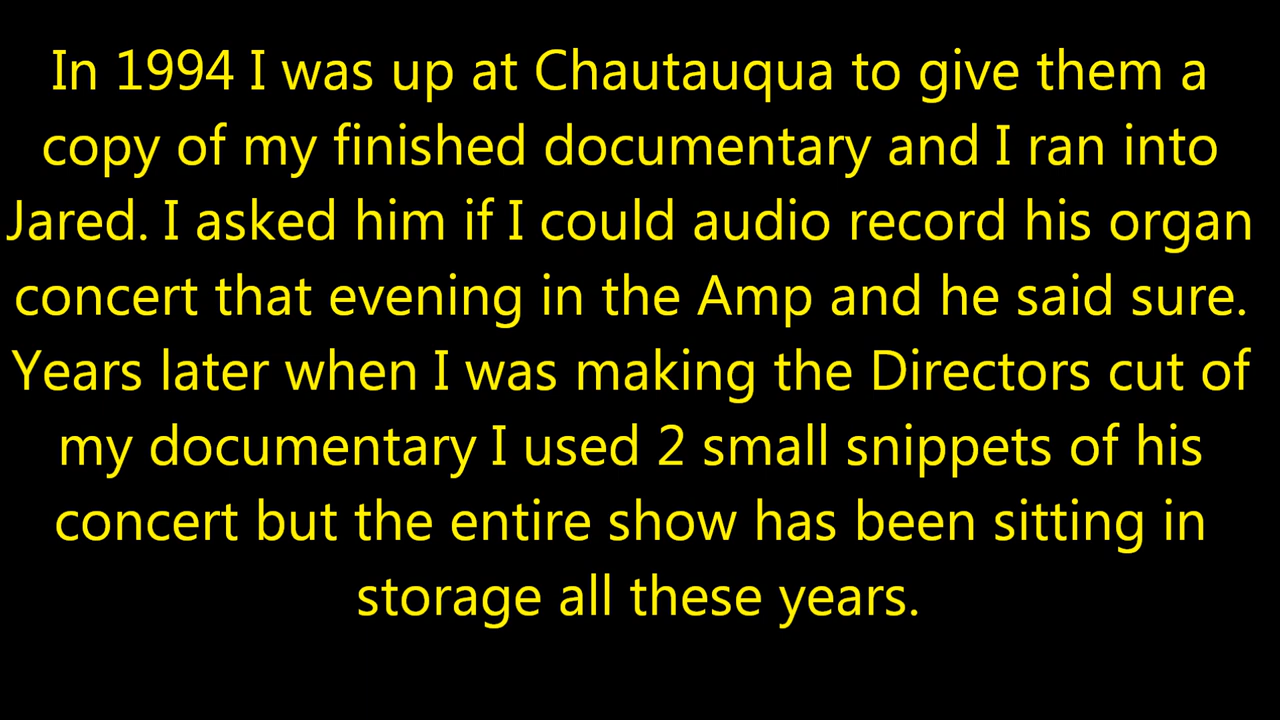 In 1994 I was up at Chautauqua to give them a
copy of my finished documentary and I ran into
Jared. I asked him if I could audio record his organ
concert that evening in the Amp and he said sure.
Years later when I was making the Directors cut of
my documentary I used 2 small snippets of his
concert but the entire show has been sitting in
storage all these years.